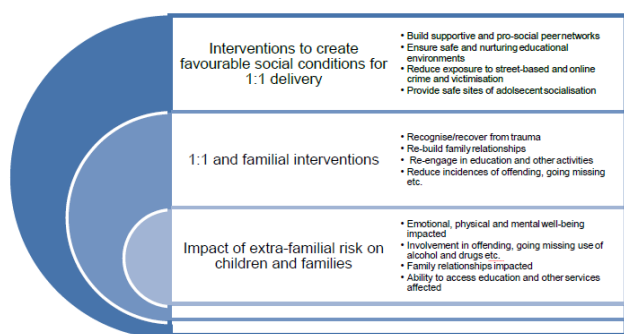 Interventions to create
favourable social conditions for
1:1 delivery
• Build supportive and pro-social peer networks
• Ensure safe and nurturing educational
environments
• Reduce exposure to street-based and online
crime and victimisation
• Provide safe sites of adolsecent socialisation
1:1 and familial interventions
• Recognise/recover from trauma
• Re-build family relationships
• Re-engage in education and other activities
• Reduce incidences of offending, going missing
etc.
Impact of extra-familial risk on
children and families
• Emotional, physical and mental well-being
impacted
• Involvement in offending, going missing use of
alcohol and drugs etc.
• Family relationships impacted
• Ability to access education and other services
affected